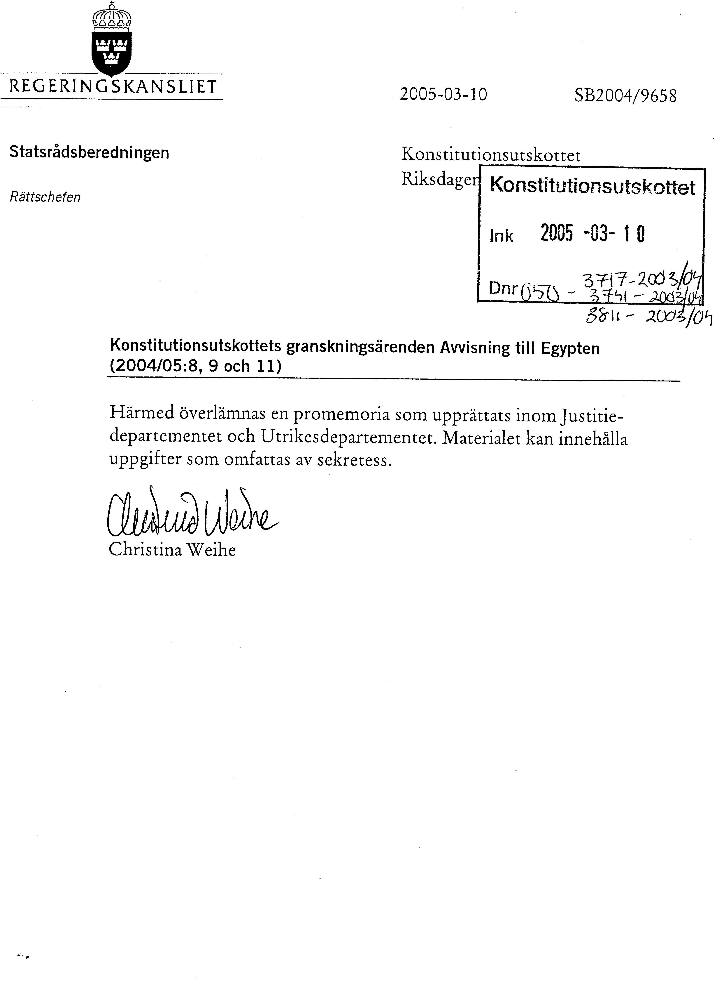 REGERINGSKANSLIET
2005-03-10 SB2004/9658
Statsrådsberedningen
Rättschefen
Konstitutionsutskottet
Riksdagen
Konstitutionsutskottet
Ink 2005 -03- 10
Dnr 050 - 3717-2003/04
3741 - 2003/04
3811 - 2003/04
Konstitutionsutskottets granskningsärenden Avvisning till Egypten
(2004/05:8, 9 och 11)
Härmed överlämnas en promemoria som upprättats inom Justitie-
departementet och Utrikesdepartementet. Materialet kan innehålla
uppgifter som omfattas av sekretess.
Christina Weihe
Christina Weihe